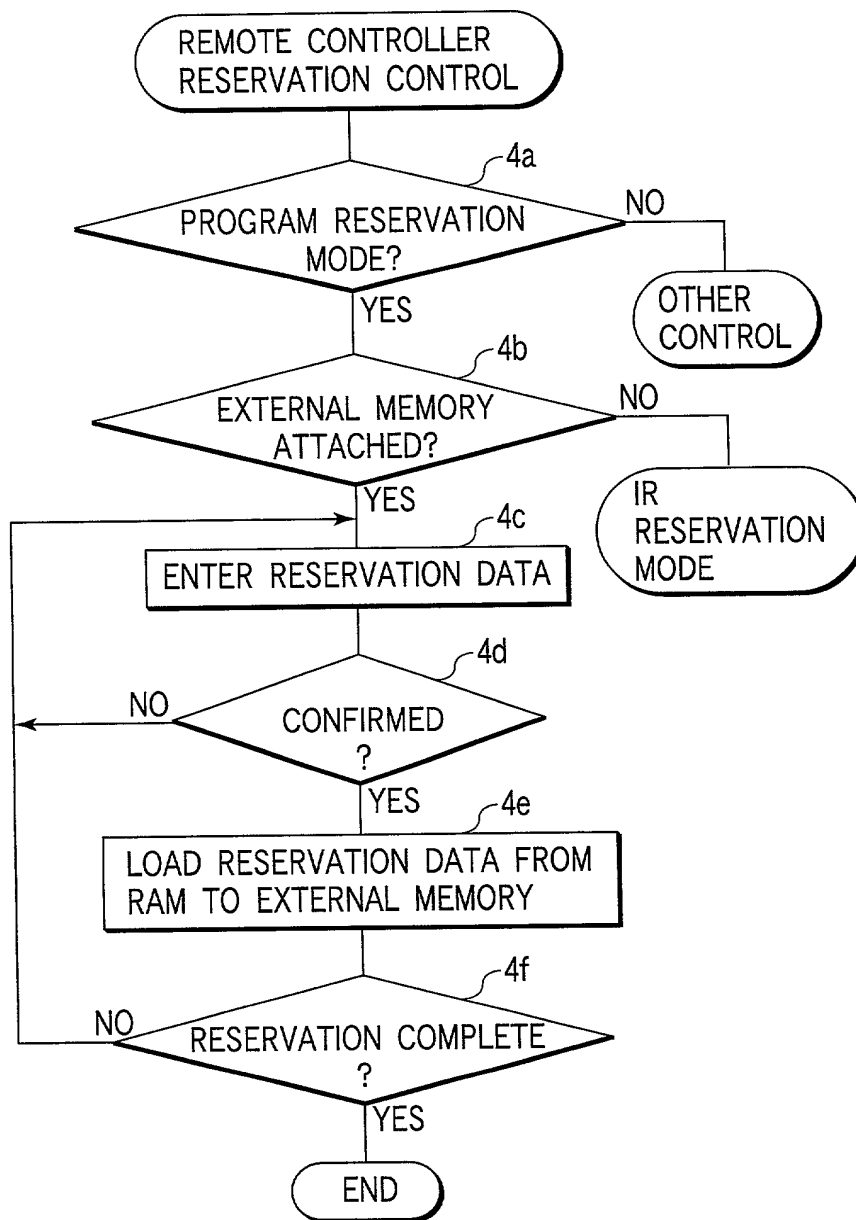 REMOTE CONTROLLER
RESERVATION CONTROL
4a
PROGRAM RESERVATION
MODE?
NO
YES
OTHER
CONTROL
4b
EXTERNAL MEMORY
ATTACHED?
NO
YES
IR
RESERVATION
MODE
4c
ENTER RESERVATION DATA
4d
NO
CONFIRMED
?
YES
4e
LOAD RESERVATION DATA FROM
RAM TO EXTERNAL MEMORY
4f
NO
RESERVATION COMPLETE
?
YES
END